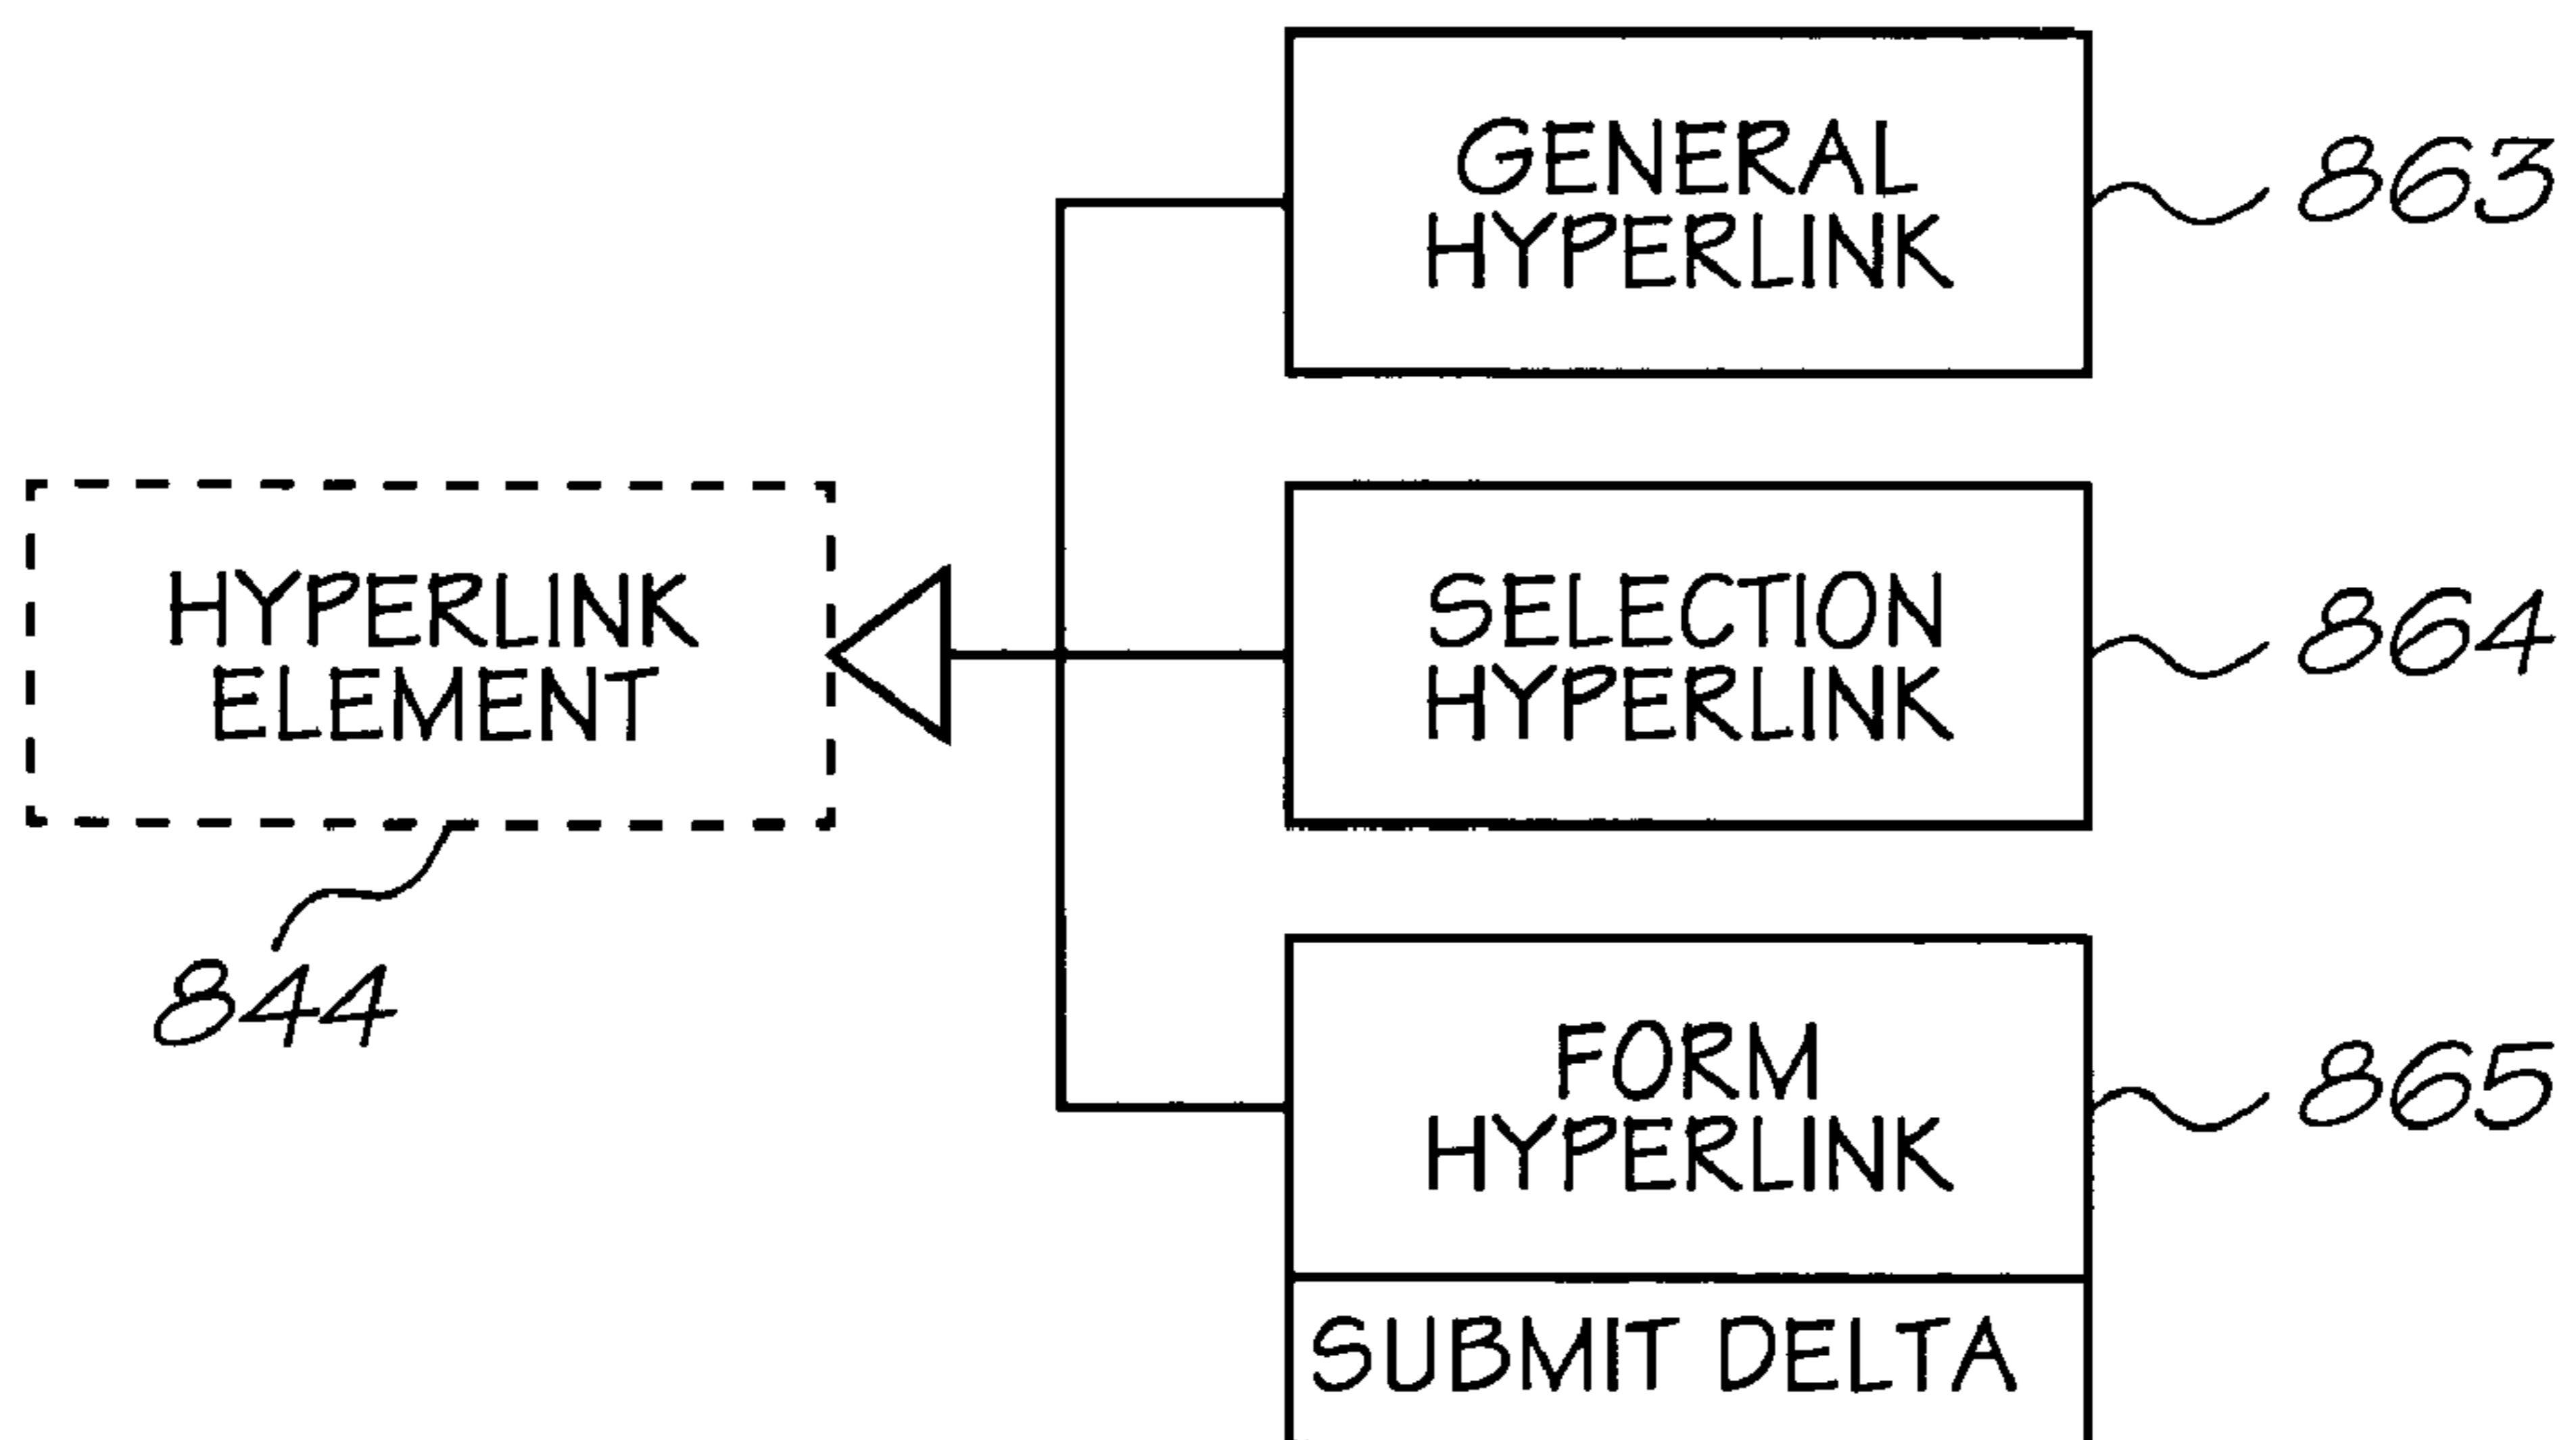 GENERAL
HYPERLINK
863
HYPERLINK
ELEMENT
844
SELECTION
HYPERLINK
864
FORM
HYPERLINK
865
SUBMIT DELTA